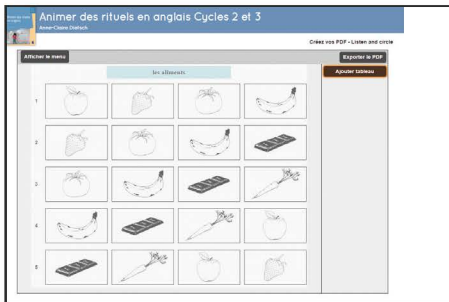 Animer des rituels en anglais Cycles 2 et 3
Anne-Claire Dietsch
Créez vos PDF - Listen and circle
Afficher le menu
Exporter le PDF
Ajouter tableau
les aliments
1
2
3
4
5